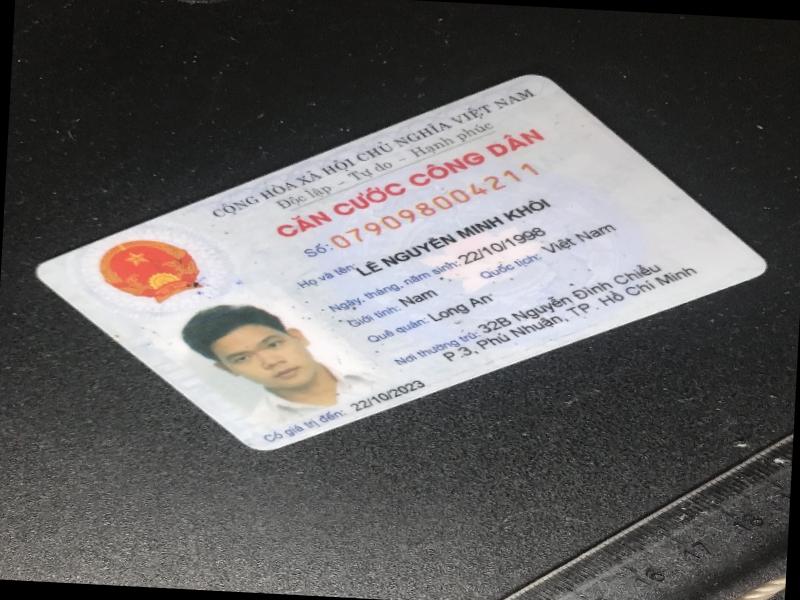 CỘNG HÒA XÃ HỘI CHỦ NGHĨA VIỆT NAM
Độc lập - Tự do - Hạnh phúc
CĂN CƯỚC CÔNG DÂN
Số: 079098004211
Họ và tên: LÊ NGUYỄN MINH KHÔI
Ngày, tháng, năm sinh: 22/10/1998
Giới tính: Nam Quốc tịch: Việt Nam
Quê quán: Long An
Nơi thường trú: 32B Nguyễn Đình Chiểu
P.3, Phú Nhuận, TP. Hồ Chí Minh
Có giá trị đến: 22/10/2023
16 17 18